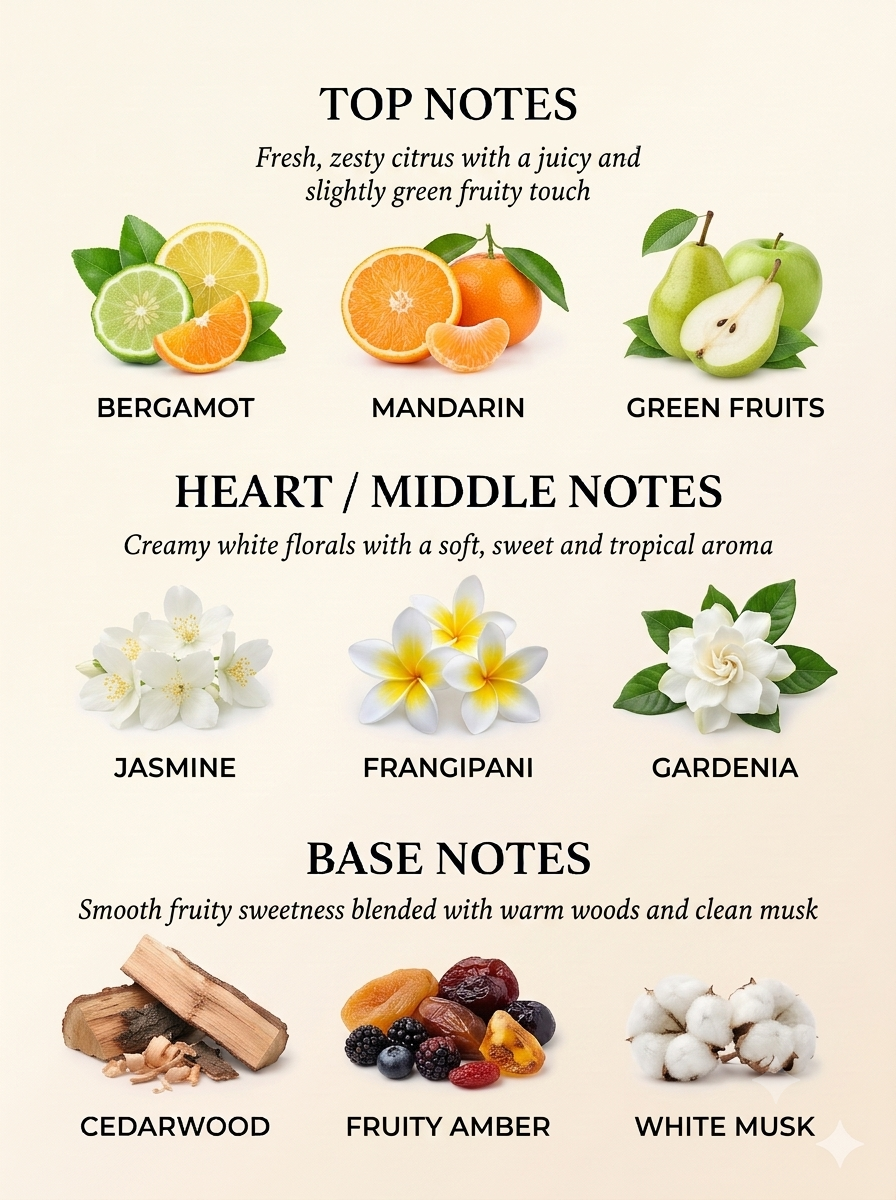 TOP NOTES
Fresh, zesty citrus with a juicy and
slightly green fruity touch
BERGAMOT MANDARIN GREEN FRUITS
HEART / MIDDLE NOTES
Creamy white florals with a soft, sweet and tropical aroma
JASMINE FRANGIPANI GARDENIA
BASE NOTES
Smooth fruity sweetness blended with warm woods and clean musk
CEDARWOOD FRUITY AMBER WHITE MUSK